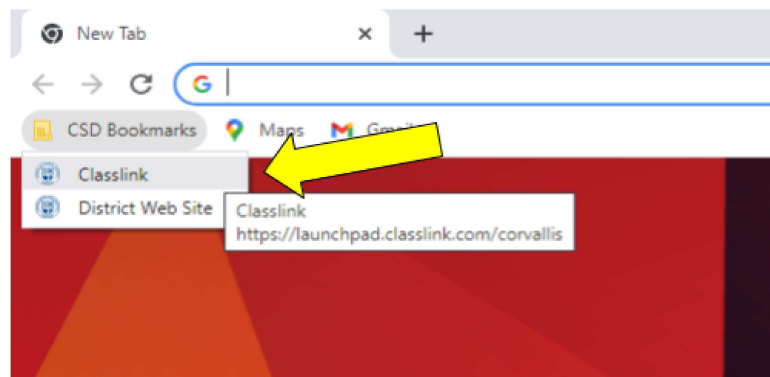 New Tab
CSD Bookmarks Maps
Classlink
District Web Site
Classlink
https://launchpad.classlink.com/corvallis